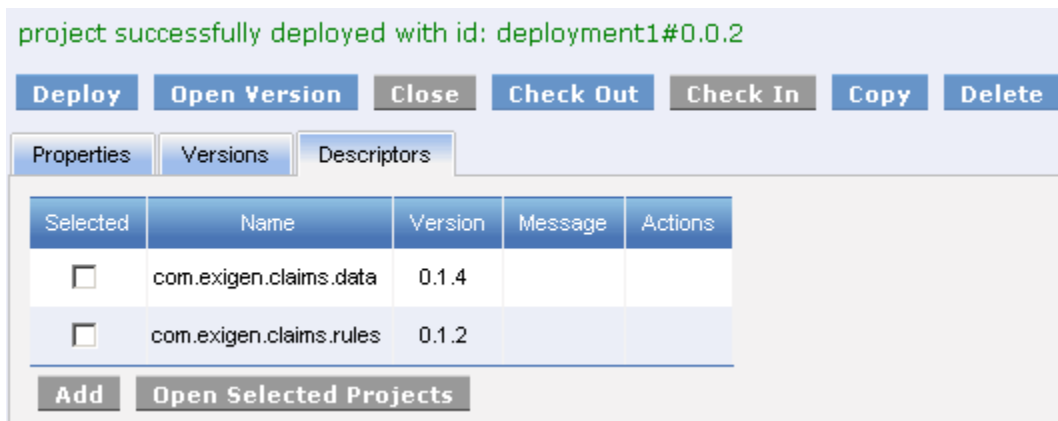 project successfully deployed with id: deployment1#0.0.2
Deploy Open Version Close Check Out Check In Copy Delete
Properties Versions Descriptors
Selected Name Version Message Actions
com.exigen.claims.data 0.1.4
com.exigen.claims.rules 0.1.2
Add Open Selected Projects